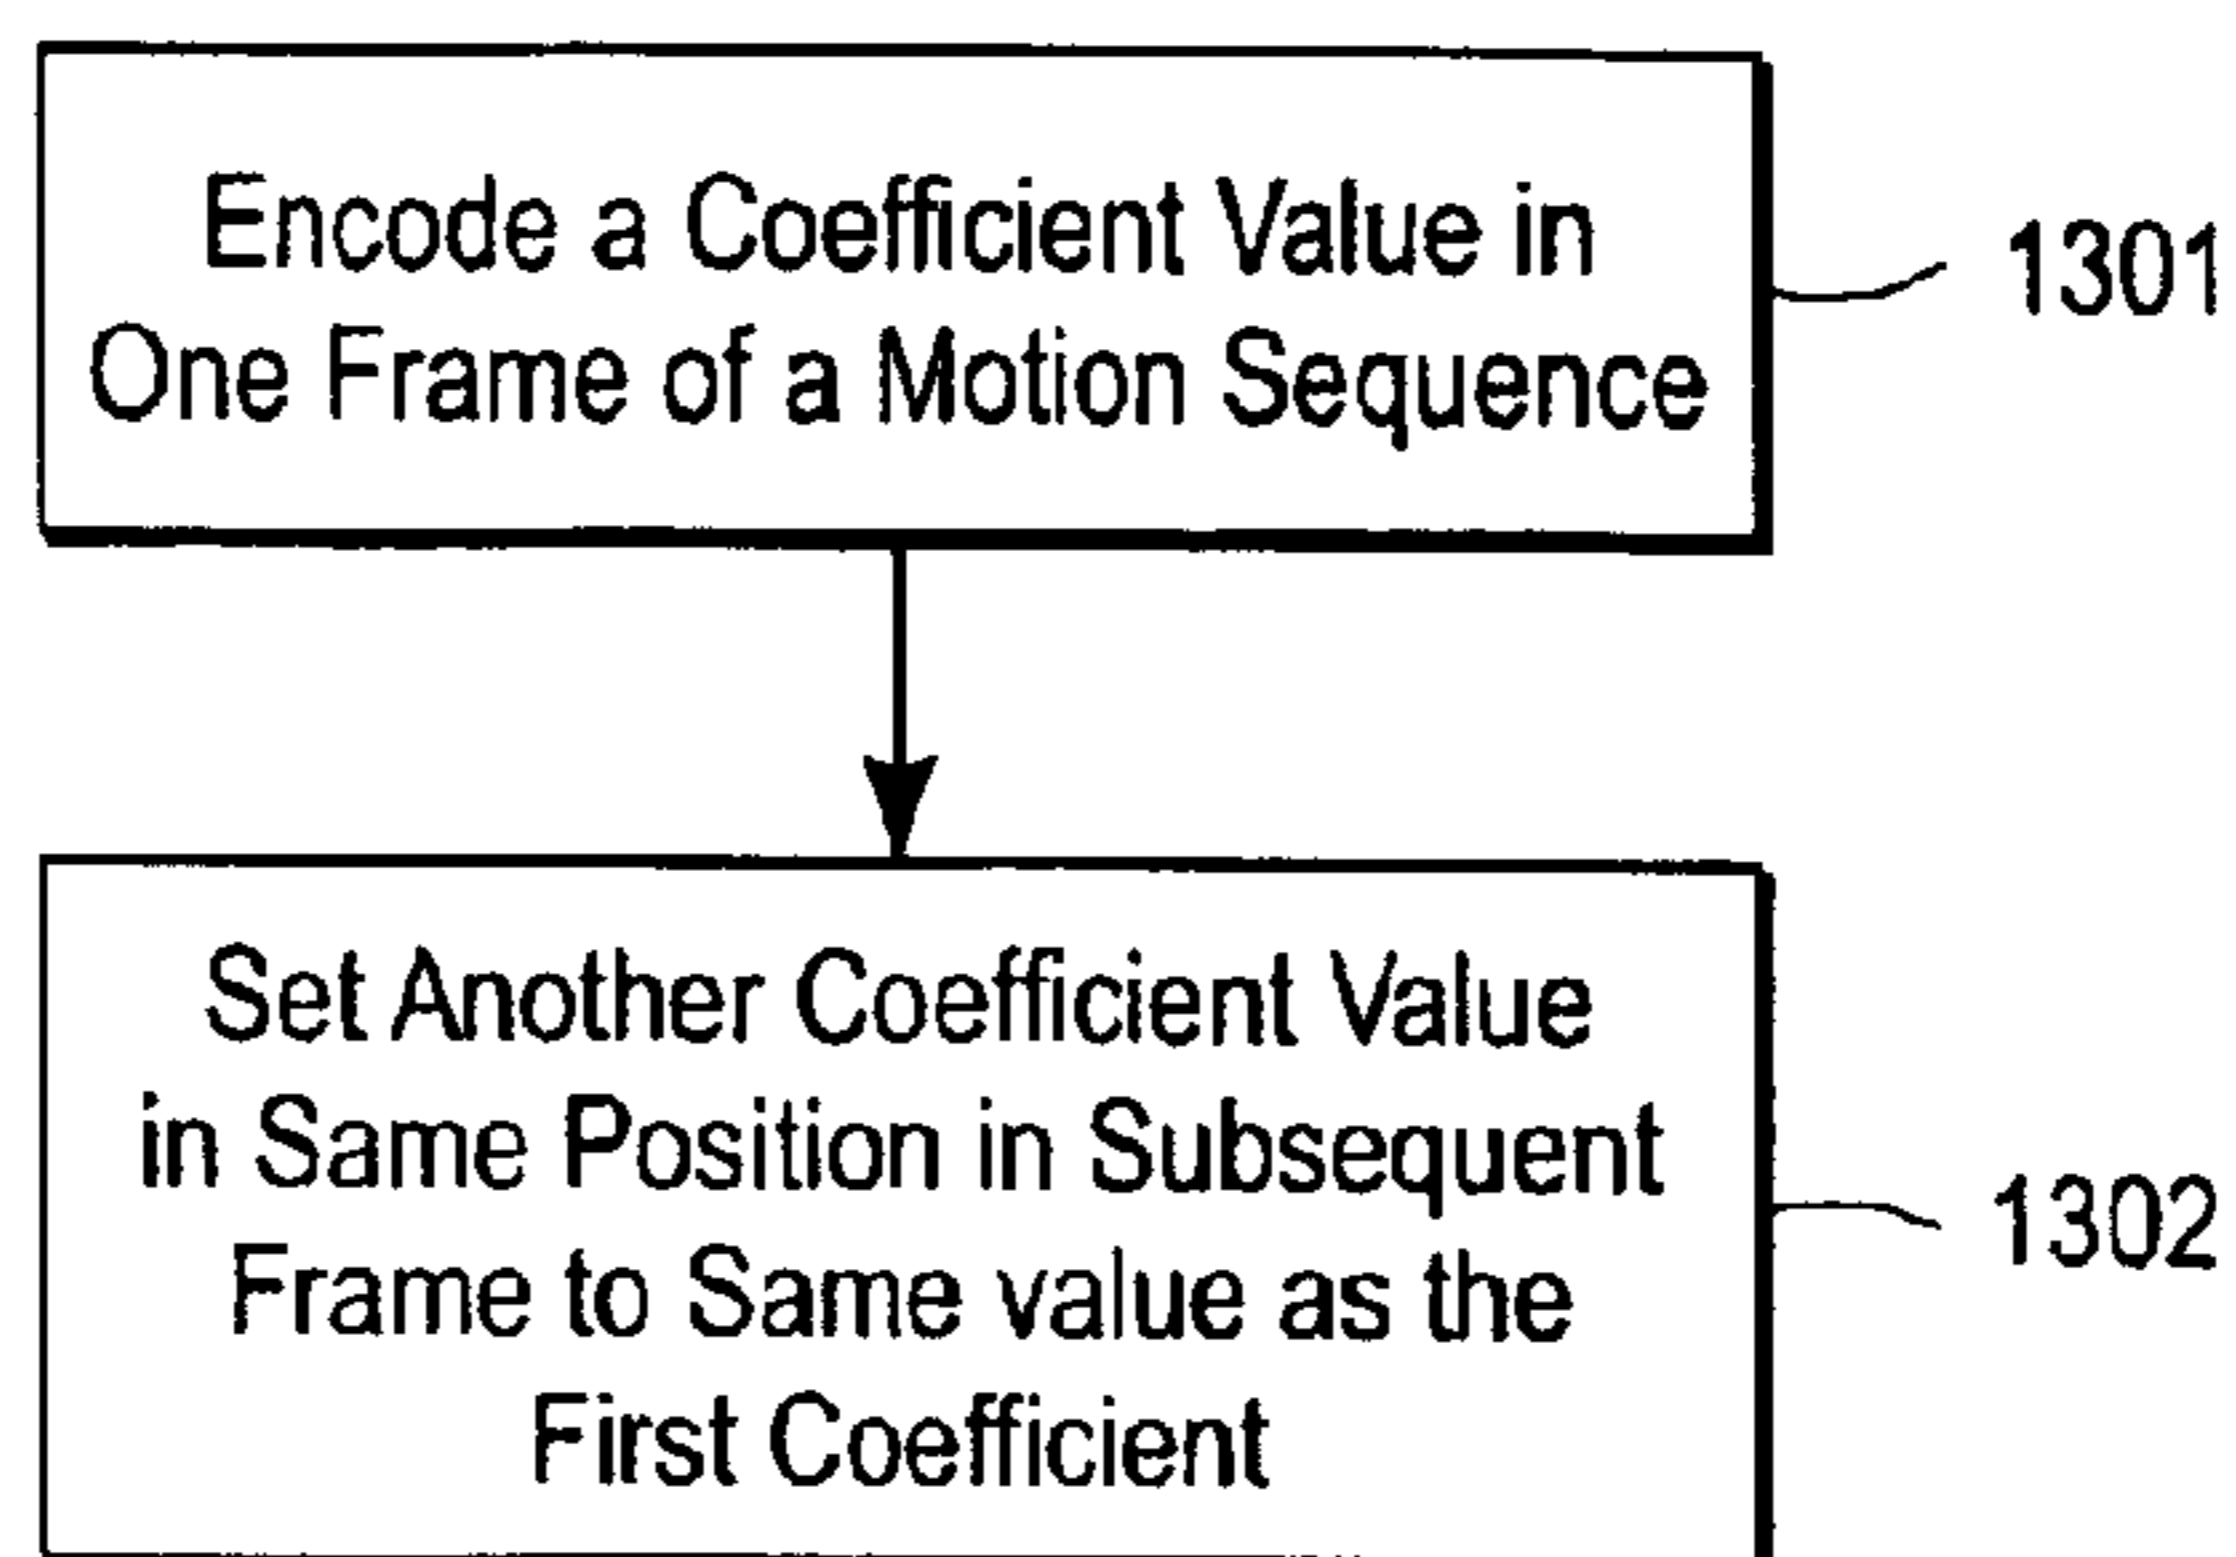 Encode a Coefficient Value in
One Frame of a Motion Sequence
1301
Set Another Coefficient Value
in Same Position in Subsequent
Frame to Same value as the
First Coefficient
1302